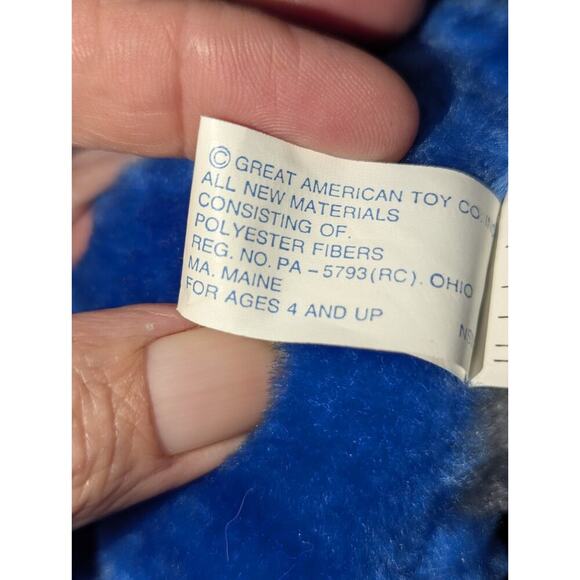 © GREAT AMERICAN TOY CO. IN
ALL NEW MATERIALS
CONSISTING OF.
POLYESTER FIBERS
REG. NO. PA-5793(RC). OHIO
MA. MAINE
FOR AGES 4 AND UP